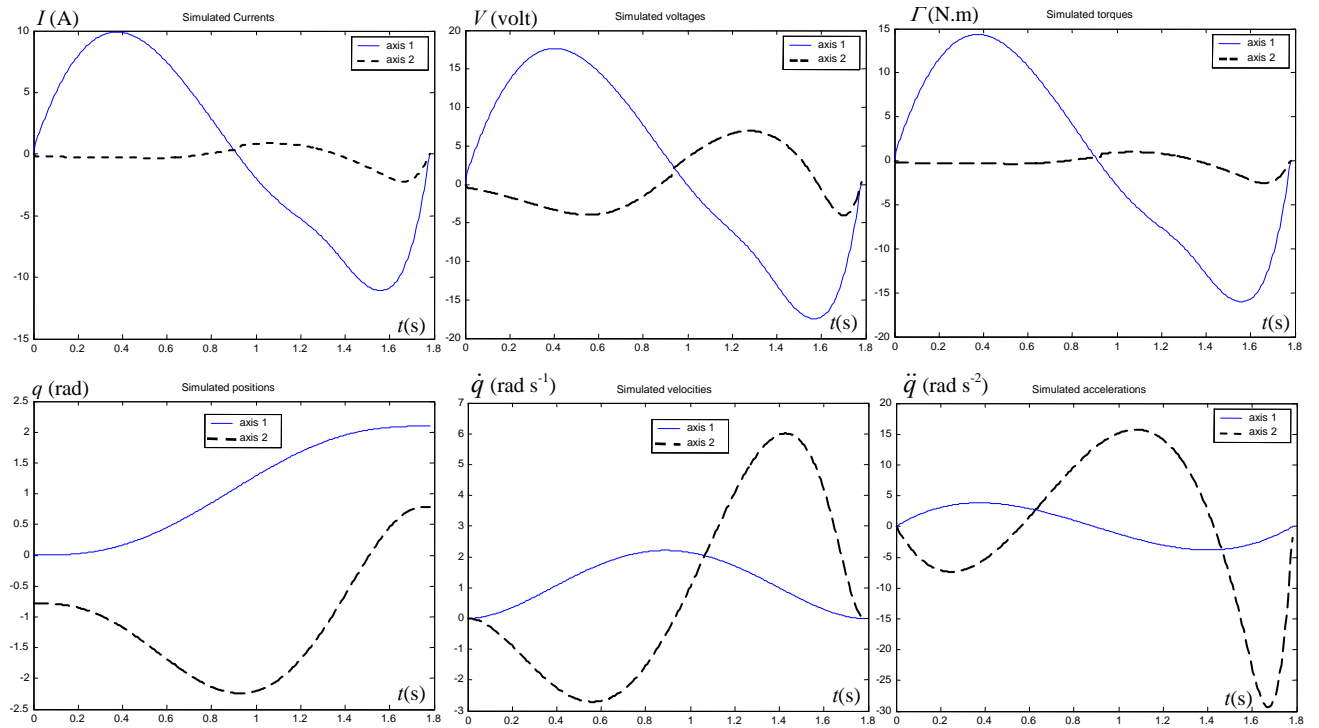 I (A)
Simulated Currents
axis 1
axis 2
10
5
0
-5
-10
-15
0 0.2 0.4 0.6 0.8 1 1.2 1.4 1.6 1.8
t(s)
V (volt)
Simulated voltages
axis 1
axis 2
20
15
10
5
0
-5
-10
-15
-20
0 0.2 0.4 0.6 0.8 1 1.2 1.4 1.6 1.8
t(s)
Γ (N.m)
Simulated torques
axis 1
axis 2
15
10
5
0
-5
-10
-15
-20
0 0.2 0.4 0.6 0.8 1 1.2 1.4 1.6 1.8
t(s)
q (rad)
Simulated positions
axis 1
axis 2
2.5
2
1.5
1
0.5
0
-0.5
-1
-1.5
-2
-2.5
0 0.2 0.4 0.6 0.8 1 1.2 1.4 1.6 1.8
t(s)
q̇ (rad s⁻¹)
Simulated velocities
axis 1
axis 2
7
6
5
4
3
2
1
0
-1
-2
-3
0 0.2 0.4 0.6 0.8 1 1.2 1.4 1.6 1.8
t(s)
q̈ (rad s⁻²)
Simulated accelerations
axis 1
axis 2
20
15
10
5
0
-5
-10
-15
-20
-25
-30
0 0.2 0.4 0.6 0.8 1 1.2 1.4 1.6 1.8
t(s)